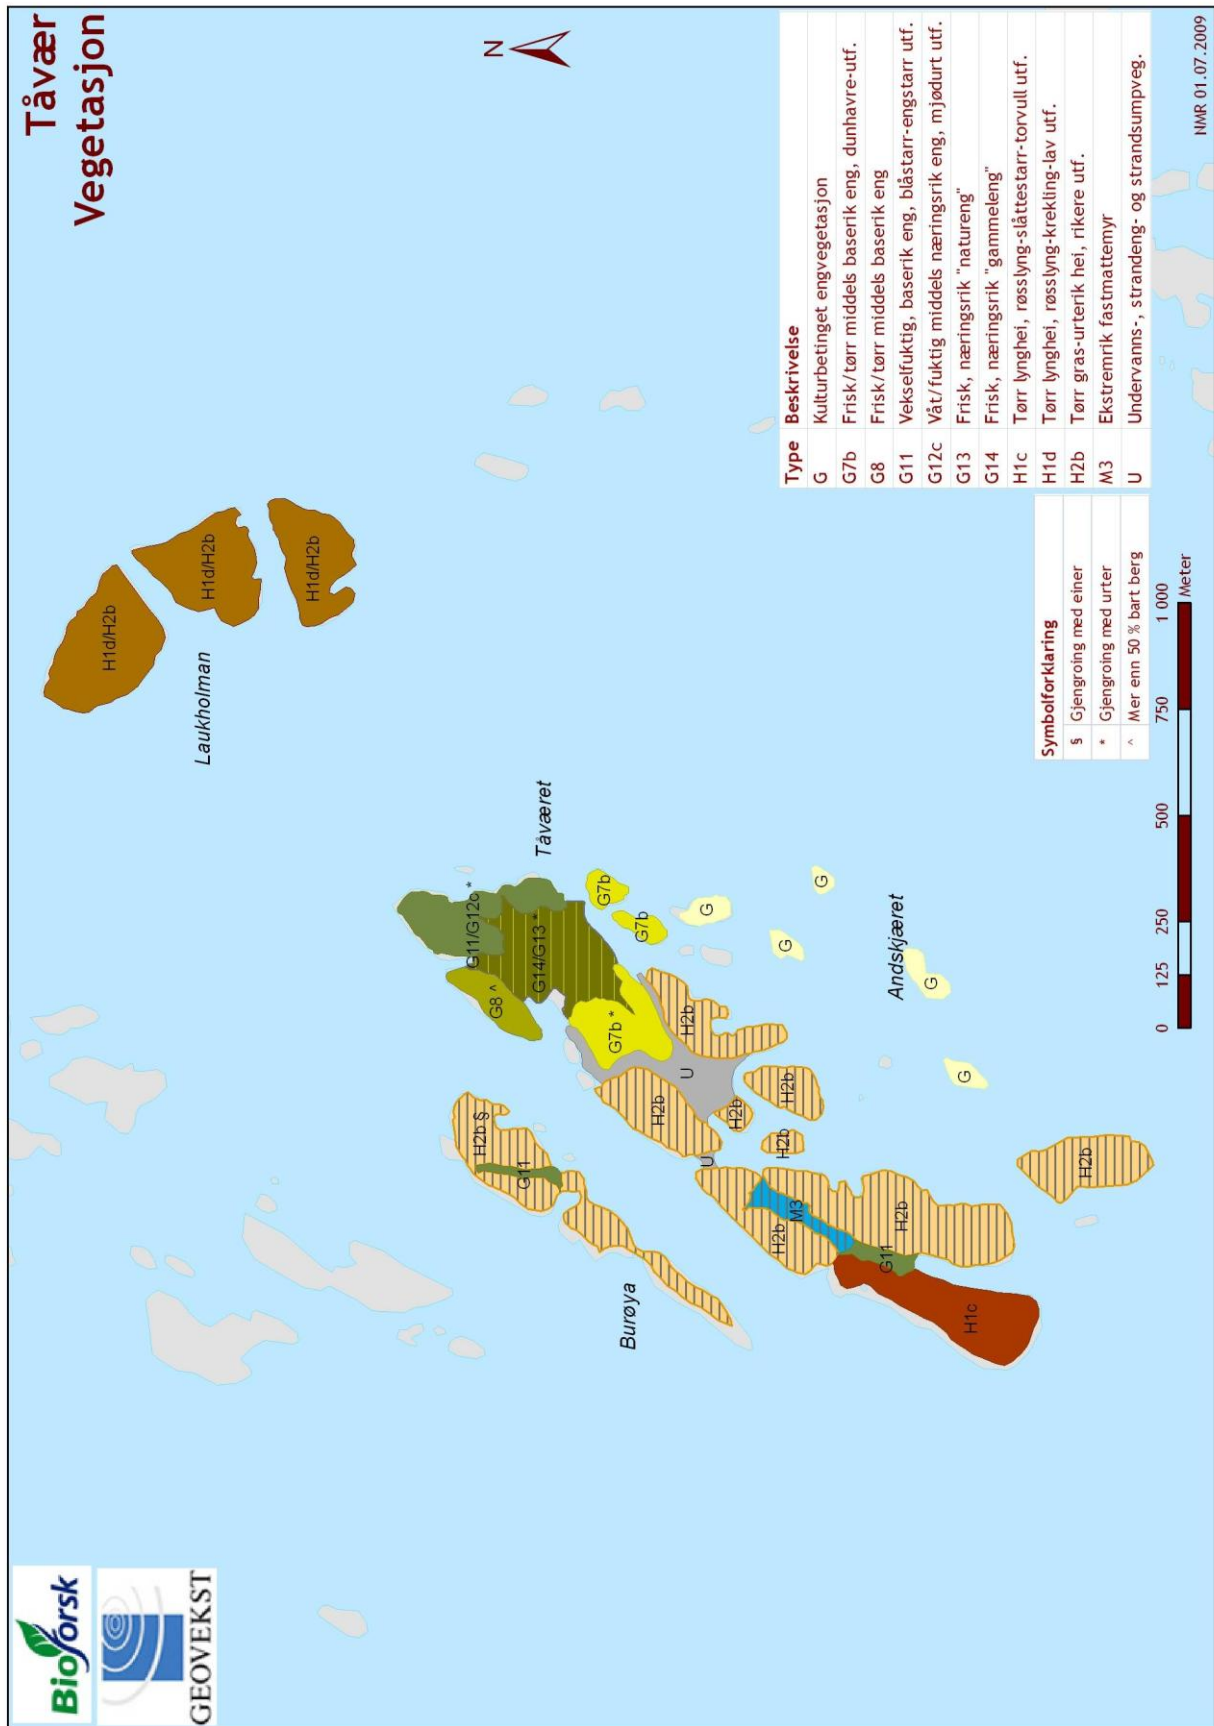 Tåvær
Vegetasjon
N
Bioforsk
GEOVEKST
H1d/H2b
H1d/H2b
H1d/H2b
Laukholman
Tåværet
G11/G12c *
G8 ^
G14/G13 *
G7b *
G7b
G7b
G
G
G
G
G
Andskjæret
U
H2b
H2b
H2b
H2b
H2b
U
H2b §
G11
Burøya
H2b
M3
H2b
G11
H1c
H2b
Type Beskrivelse
G Kulturbetinget engvegetasjon
G7b Frisk/tørr middels baserik eng, dunhavre-utf.
G8 Frisk/tørr middels baserik eng
G11 Vekselfuktig, baserik eng, blåstarr-engstarr utf.
G12c Våt/fuktig middels næringsrik eng, mjødurt utf.
G13 Frisk, næringsrik "natureng"
G14 Frisk, næringsrik "gammeleng"
H1c Tørr lynghei, røsslyng-slåttestarr-torvull utf.
H1d Tørr lynghei, røsslyng-krekling-lav utf.
H2b Tørr gras-urterik hei, rikere utf.
M3 Ekstremrik fastmattemyr
U Undervanns-, strandeng- og strandsumpveg.
Symbolforklaring
§ Gjengroing med einer
* Gjengroing med urter
^ Mer enn 50 % bart berg
0 125 250 500 750 1 000
Meter
NMR 01.07.2009